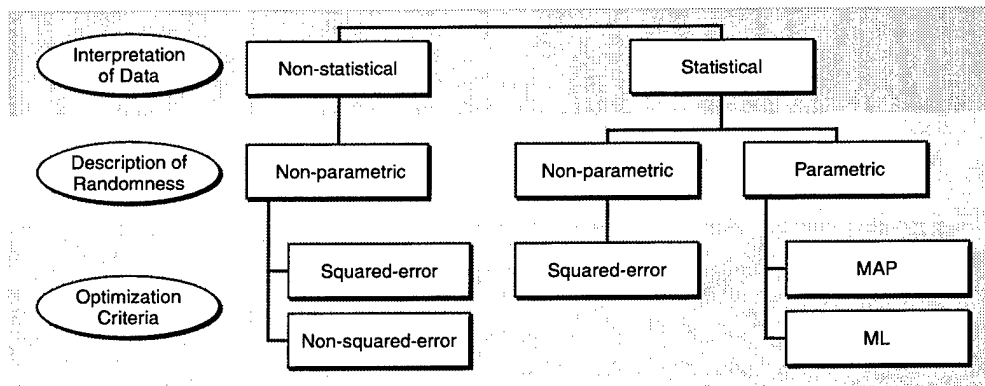 Interpretation
of Data
Non-statistical
Statistical
Description of
Randomness
Non-parametric
Non-parametric
Parametric
Optimization
Criteria
Squared-error
Squared-error
MAP
Non-squared-error
ML